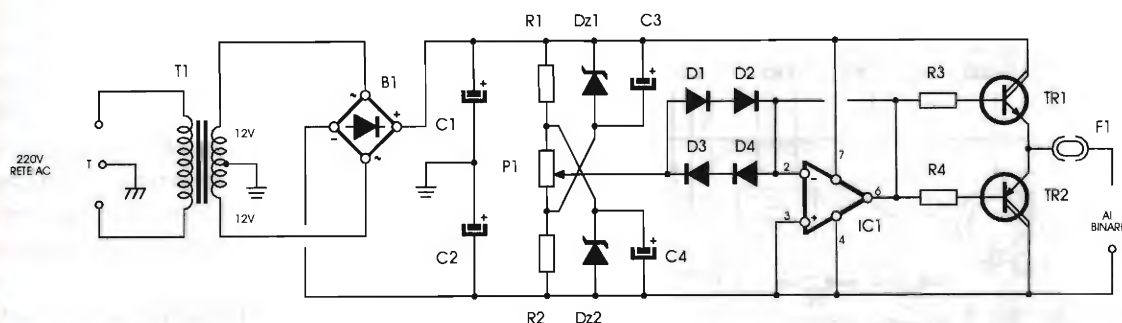 R1 Dz1 C3
T1
B1
D1 D2
R3
TR1
12V
~
+
-
~
C1
+
+
220V
RETE AC
T
P1
D3 D4
2
-
7
6
3
+
4
IC1
R4
F1
TR2
12V
C2
+
+
C4
AI
BINARI
R2 Dz2